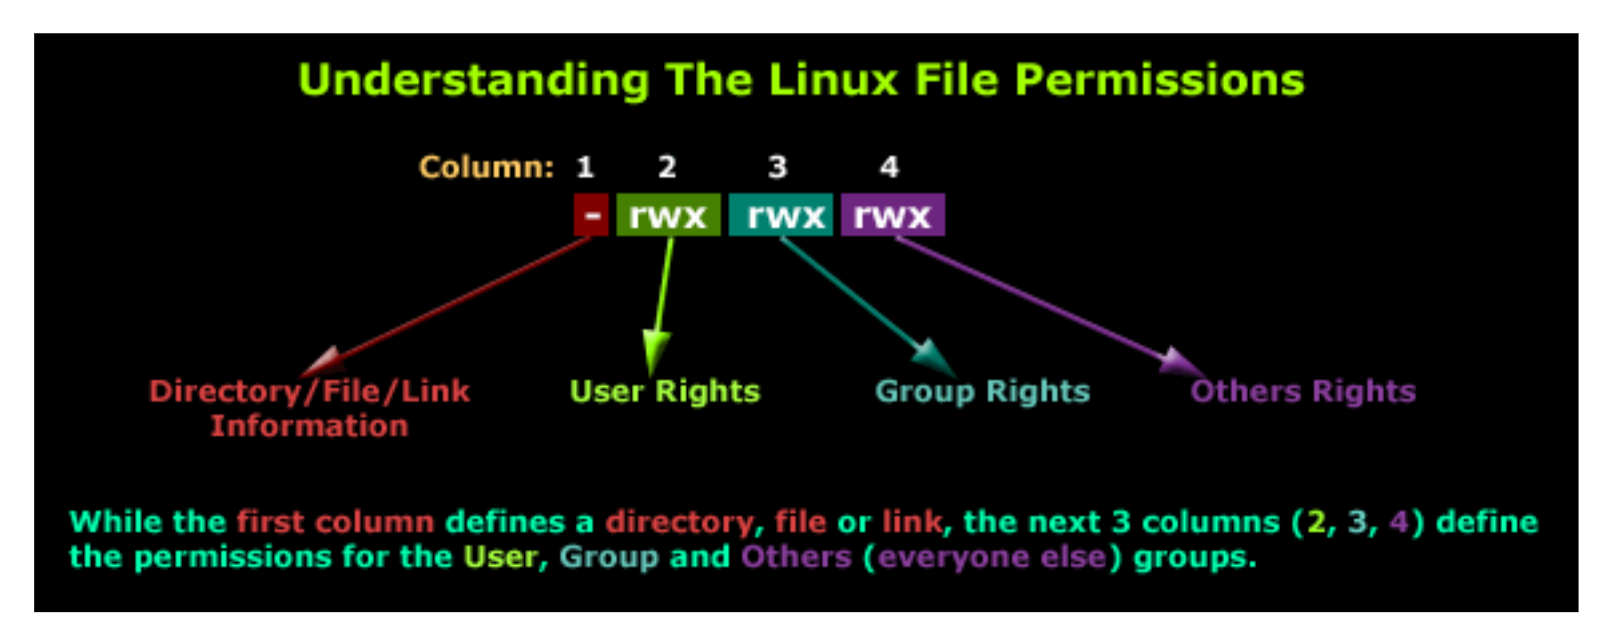 Understanding The Linux File Permissions
Column: 1 2 3 4
- rwx rwx rwx
Directory/File/Link
Information
User Rights
Group Rights
Others Rights
While the first column defines a directory, file or link, the next 3 columns (2, 3, 4) define
the permissions for the User, Group and Others (everyone else) groups.